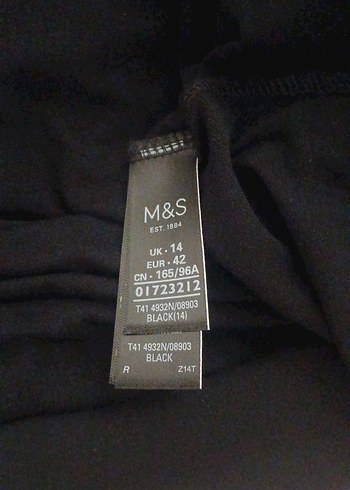 M&S
EST. 1884
UK • 14
EUR • 42
CN • 165/96A
01723212
T41 4932N/08903
BLACK(14)
T41 4932N/08903
BLACK
R Z14T